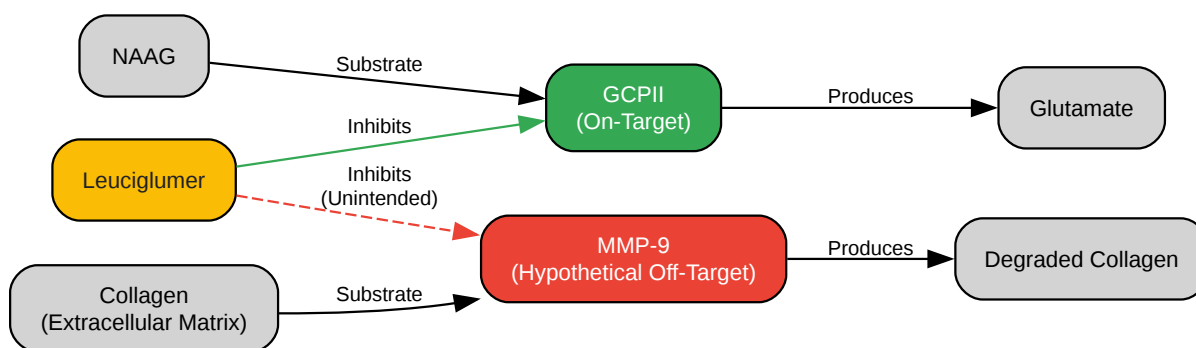 NAAG
Substrate
GCPII
(On-Target)
Produces
Glutamate
Inhibits
Leuciglumer
Inhibits
(Unintended)
MMP-9
(Hypothetical Off-Target)
Produces
Degraded Collagen
Collagen
(Extracellular Matrix)
Substrate